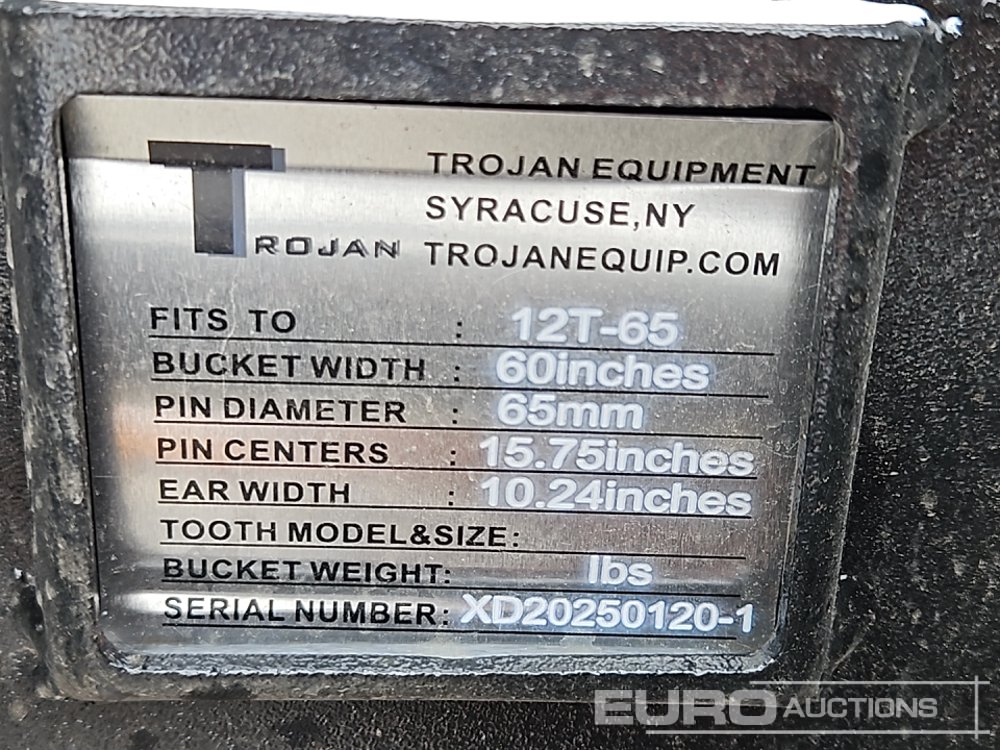 TROJAN
TROJAN EQUIPMENT
SYRACUSE,NY
TROJANEQUIP.COM
FITS TO : 12T-65
BUCKET WIDTH : 60inches
PIN DIAMETER : 65mm
PIN CENTERS : 15.75inches
EAR WIDTH : 10.24inches
TOOTH MODEL&SIZE:
BUCKET WEIGHT: lbs
SERIAL NUMBER: XD20250120-1
EURO AUCTIONS